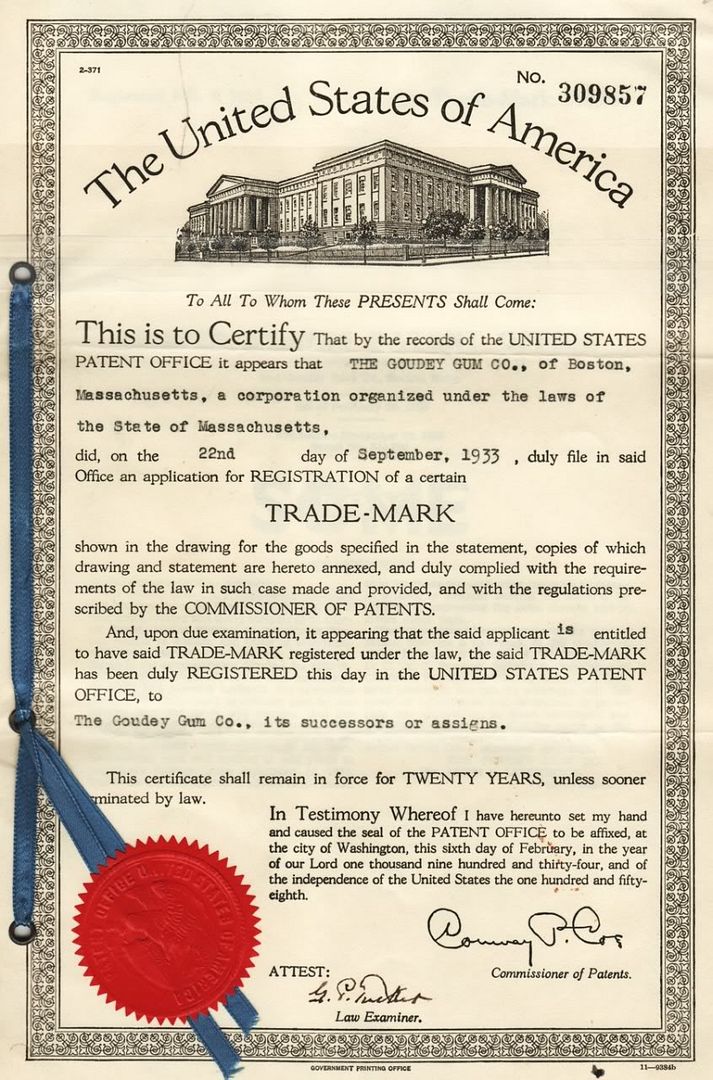 2-371
No. 309857
The United States of America
To All To Whom These PRESENTS Shall Come:
This is to Certify That by the records of the UNITED STATES
PATENT OFFICE it appears that THE GOUDEY GUM CO., of Boston,
Massachusetts, a corporation organized under the laws of
the State of Massachusetts,
did, on the 22nd day of September, 1933 , duly file in said
Office an application for REGISTRATION of a certain
TRADE-MARK
shown in the drawing for the goods specified in the statement, copies of which
drawing and statement are hereto annexed, and duly complied with the require-
ments of the law in such case made and provided, and with the regulations pre-
scribed by the COMMISSIONER OF PATENTS.
And, upon due examination, it appearing that the said applicant is entitled
to have said TRADE-MARK registered under the law, the said TRADE-MARK
has been duly REGISTERED this day in the UNITED STATES PATENT
OFFICE, to
The Goudey Gum Co., its successors or assigns.
This certificate shall remain in force for TWENTY YEARS, unless sooner
minated by law.
In Testimony Whereof I have hereunto set my hand
and caused the seal of the PATENT OFFICE to be affixed, at
the city of Washington, this sixth day of February, in the year
of our Lord one thousand nine hundred and thirty-four, and of
the independence of the United States the one hundred and fifty-
eighth.
Conway P. Coe
Commissioner of Patents.
ATTEST:
Law Examiner.
PATENT OFFICE UNITED STATES OF AMERICA
GOVERNMENT PRINTING OFFICE
11—9384b